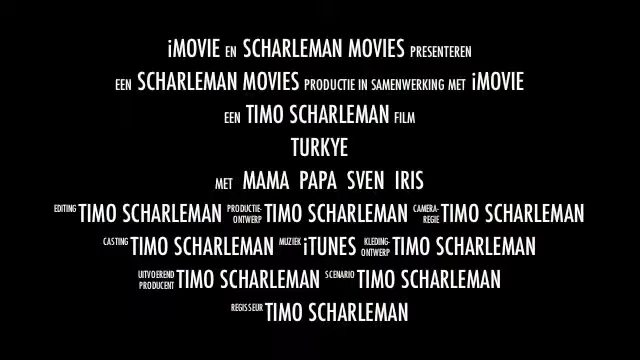 iMOVIE EN SCHARLEMAN MOVIES PRESENTEREN
EEN SCHARLEMAN MOVIES PRODUCTIE IN SAMENWERKING MET iMOVIE
EEN TIMO SCHARLEMAN FILM
TURKYE
MET MAMA PAPA SVEN IRIS
EDITING TIMO SCHARLEMAN PRODUCTIE-ONTWERP TIMO SCHARLEMAN CAMERA-REGIE TIMO SCHARLEMAN
CASTING TIMO SCHARLEMAN MUZIEK iTUNES KLEDING-ONTWERP TIMO SCHARLEMAN
UITVOEREND PRODUCENT TIMO SCHARLEMAN SCENARIO TIMO SCHARLEMAN
REGISSEUR TIMO SCHARLEMAN